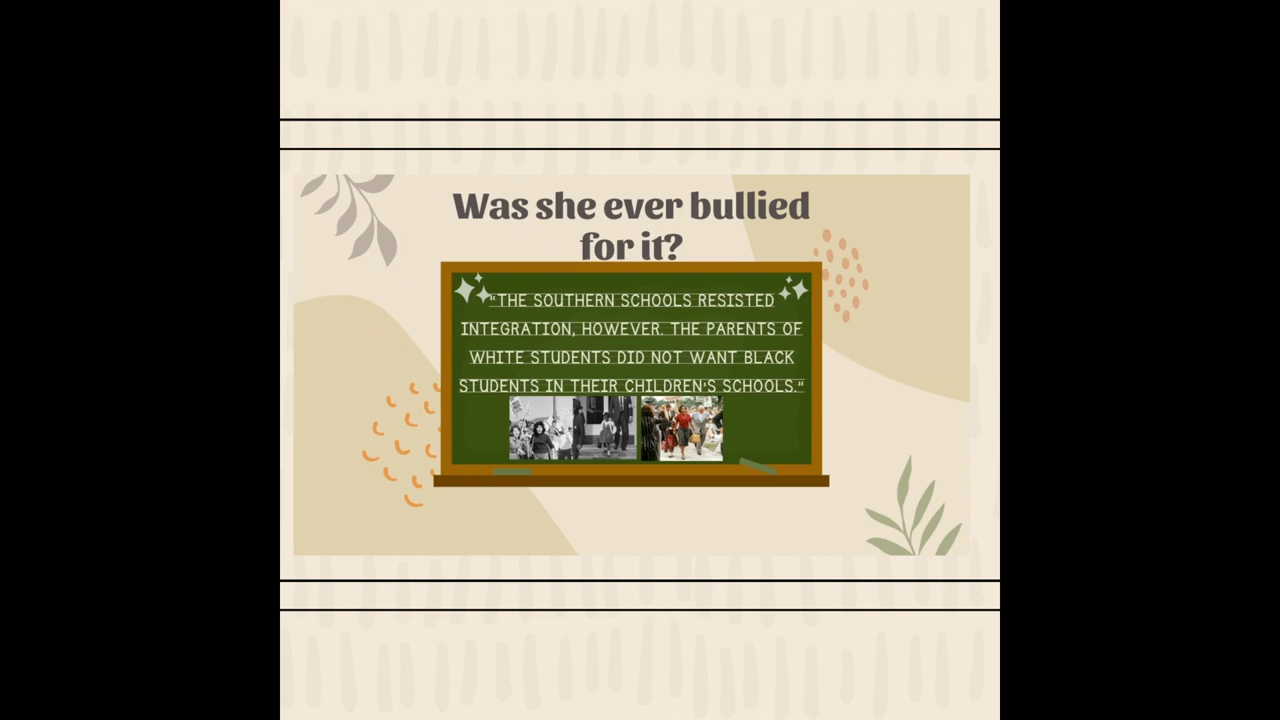 Was she ever bullied
for it?
“THE SOUTHERN SCHOOLS RESISTED
INTEGRATION, HOWEVER. THE PARENTS OF
WHITE STUDENTS DID NOT WANT BLACK
STUDENTS IN THEIR CHILDREN’S SCHOOLS.”